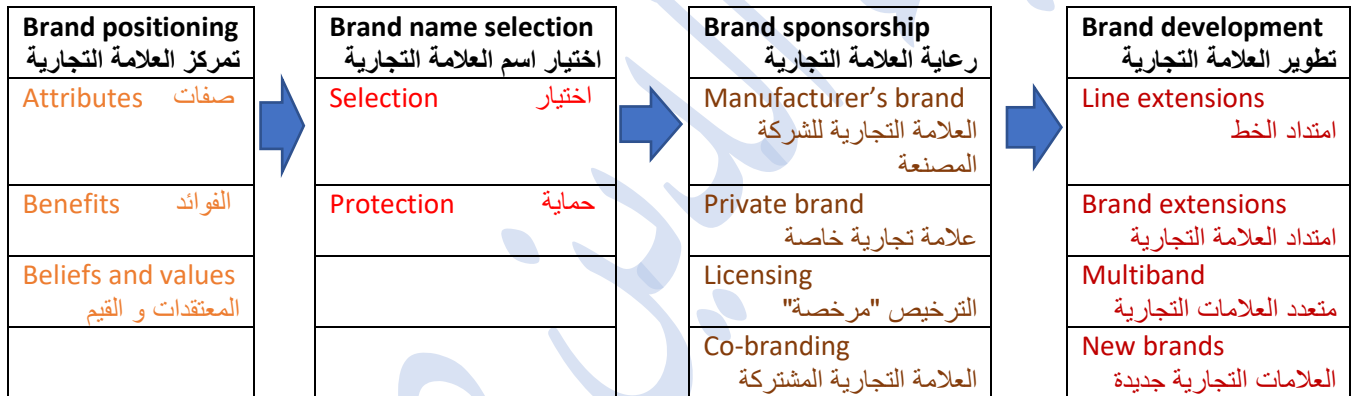 Brand positioning
تمركز العلامة التجارية
Attributes صفات
Benefits الفوائد
Beliefs and values
المعتقدات و القيم
Brand name selection
اختيار اسم العلامة التجارية
Selection اختيار
Protection حماية
Brand sponsorship
رعاية العلامة التجارية
Manufacturer’s brand
العلامة التجارية للشركة
المصنعة
Private brand
علامة تجارية خاصة
Licensing
الترخيص "مرخصة"
Co-branding
العلامة التجارية المشتركة
Brand development
تطوير العلامة التجارية
Line extensions
امتداد الخط
Brand extensions
امتداد العلامة التجارية
Multiband
متعدد العلامات التجارية
New brands
العلامات التجارية جديدة